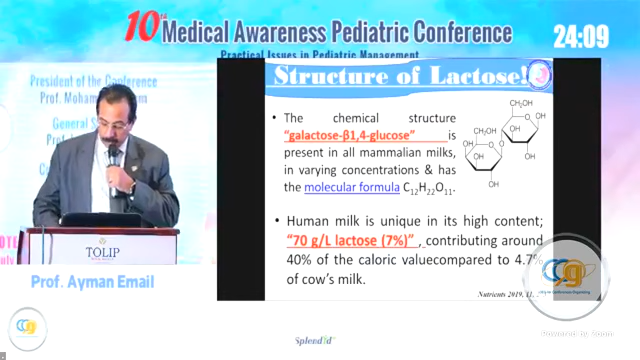 10th Medical Awareness Pediatric Conference
Practical Issues in Pediatric Management
24:09
President of the Conference
Prof.
General
Structure of Lactose!
• The chemical structure
“galactose-β1,4-glucose” is
present in all mammalian milks,
in varying concentrations & has
the molecular formula C12H22O11.
CH2OH
OH
CH2OH
OH
OH
OH
OH
OH
• Human milk is unique in its high content;
“70 g/L lactose (7%)”, contributing around
40% of the caloric valuecompared to 4.7%
of cow's milk.
Nutrients 2019, 11,
TOLIP
Prof. Ayman Email
Powered by Zoom
Splendid